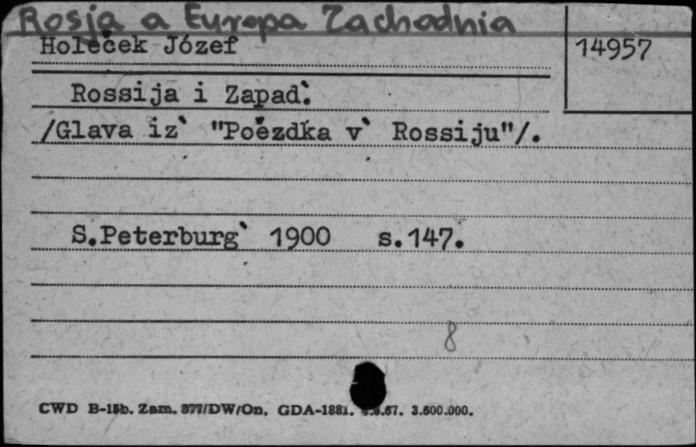 Rosja a Europa Zachodnia
Holeček Józef
14957
Rossija i Zapad`.
/Glava iz` "Poězdka v` Rossiju"/.
S.Peterburg` 1900 s.147.
8
CWD B-15b. Zam. 877/DW/On. GDA-1881. .67. 3.600.000.